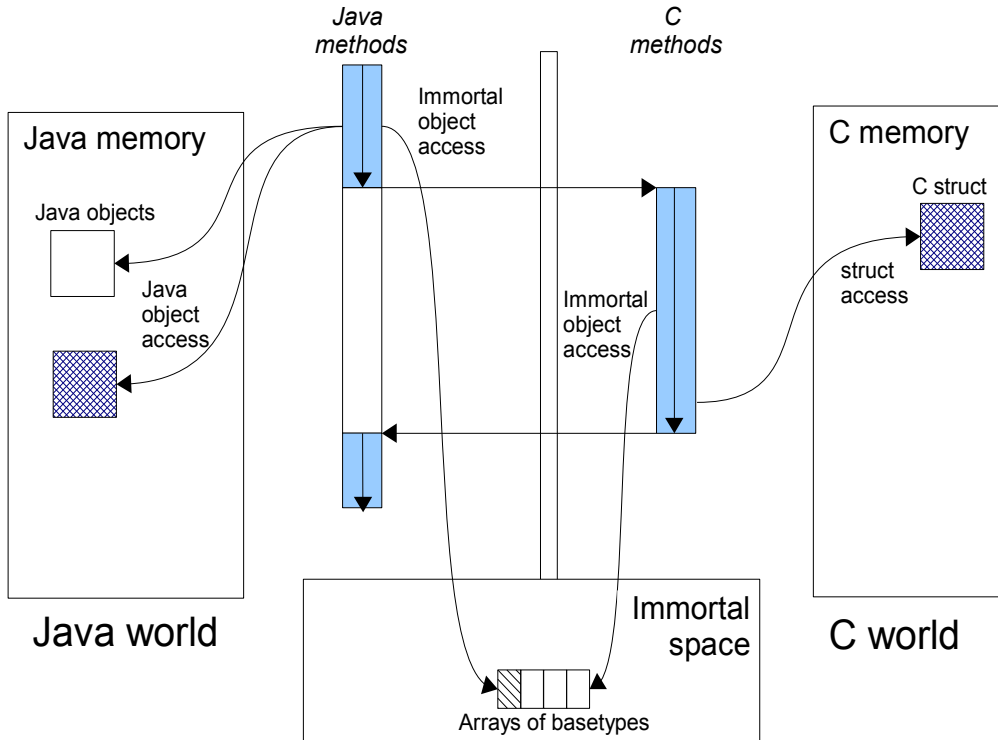 Java
methods
C
methods
Immortal
object
access
Java memory
C memory
Java objects
C struct
Java
object
access
Immortal
object
access
struct
access
Immortal
space
Java world
C world
Arrays of basetypes